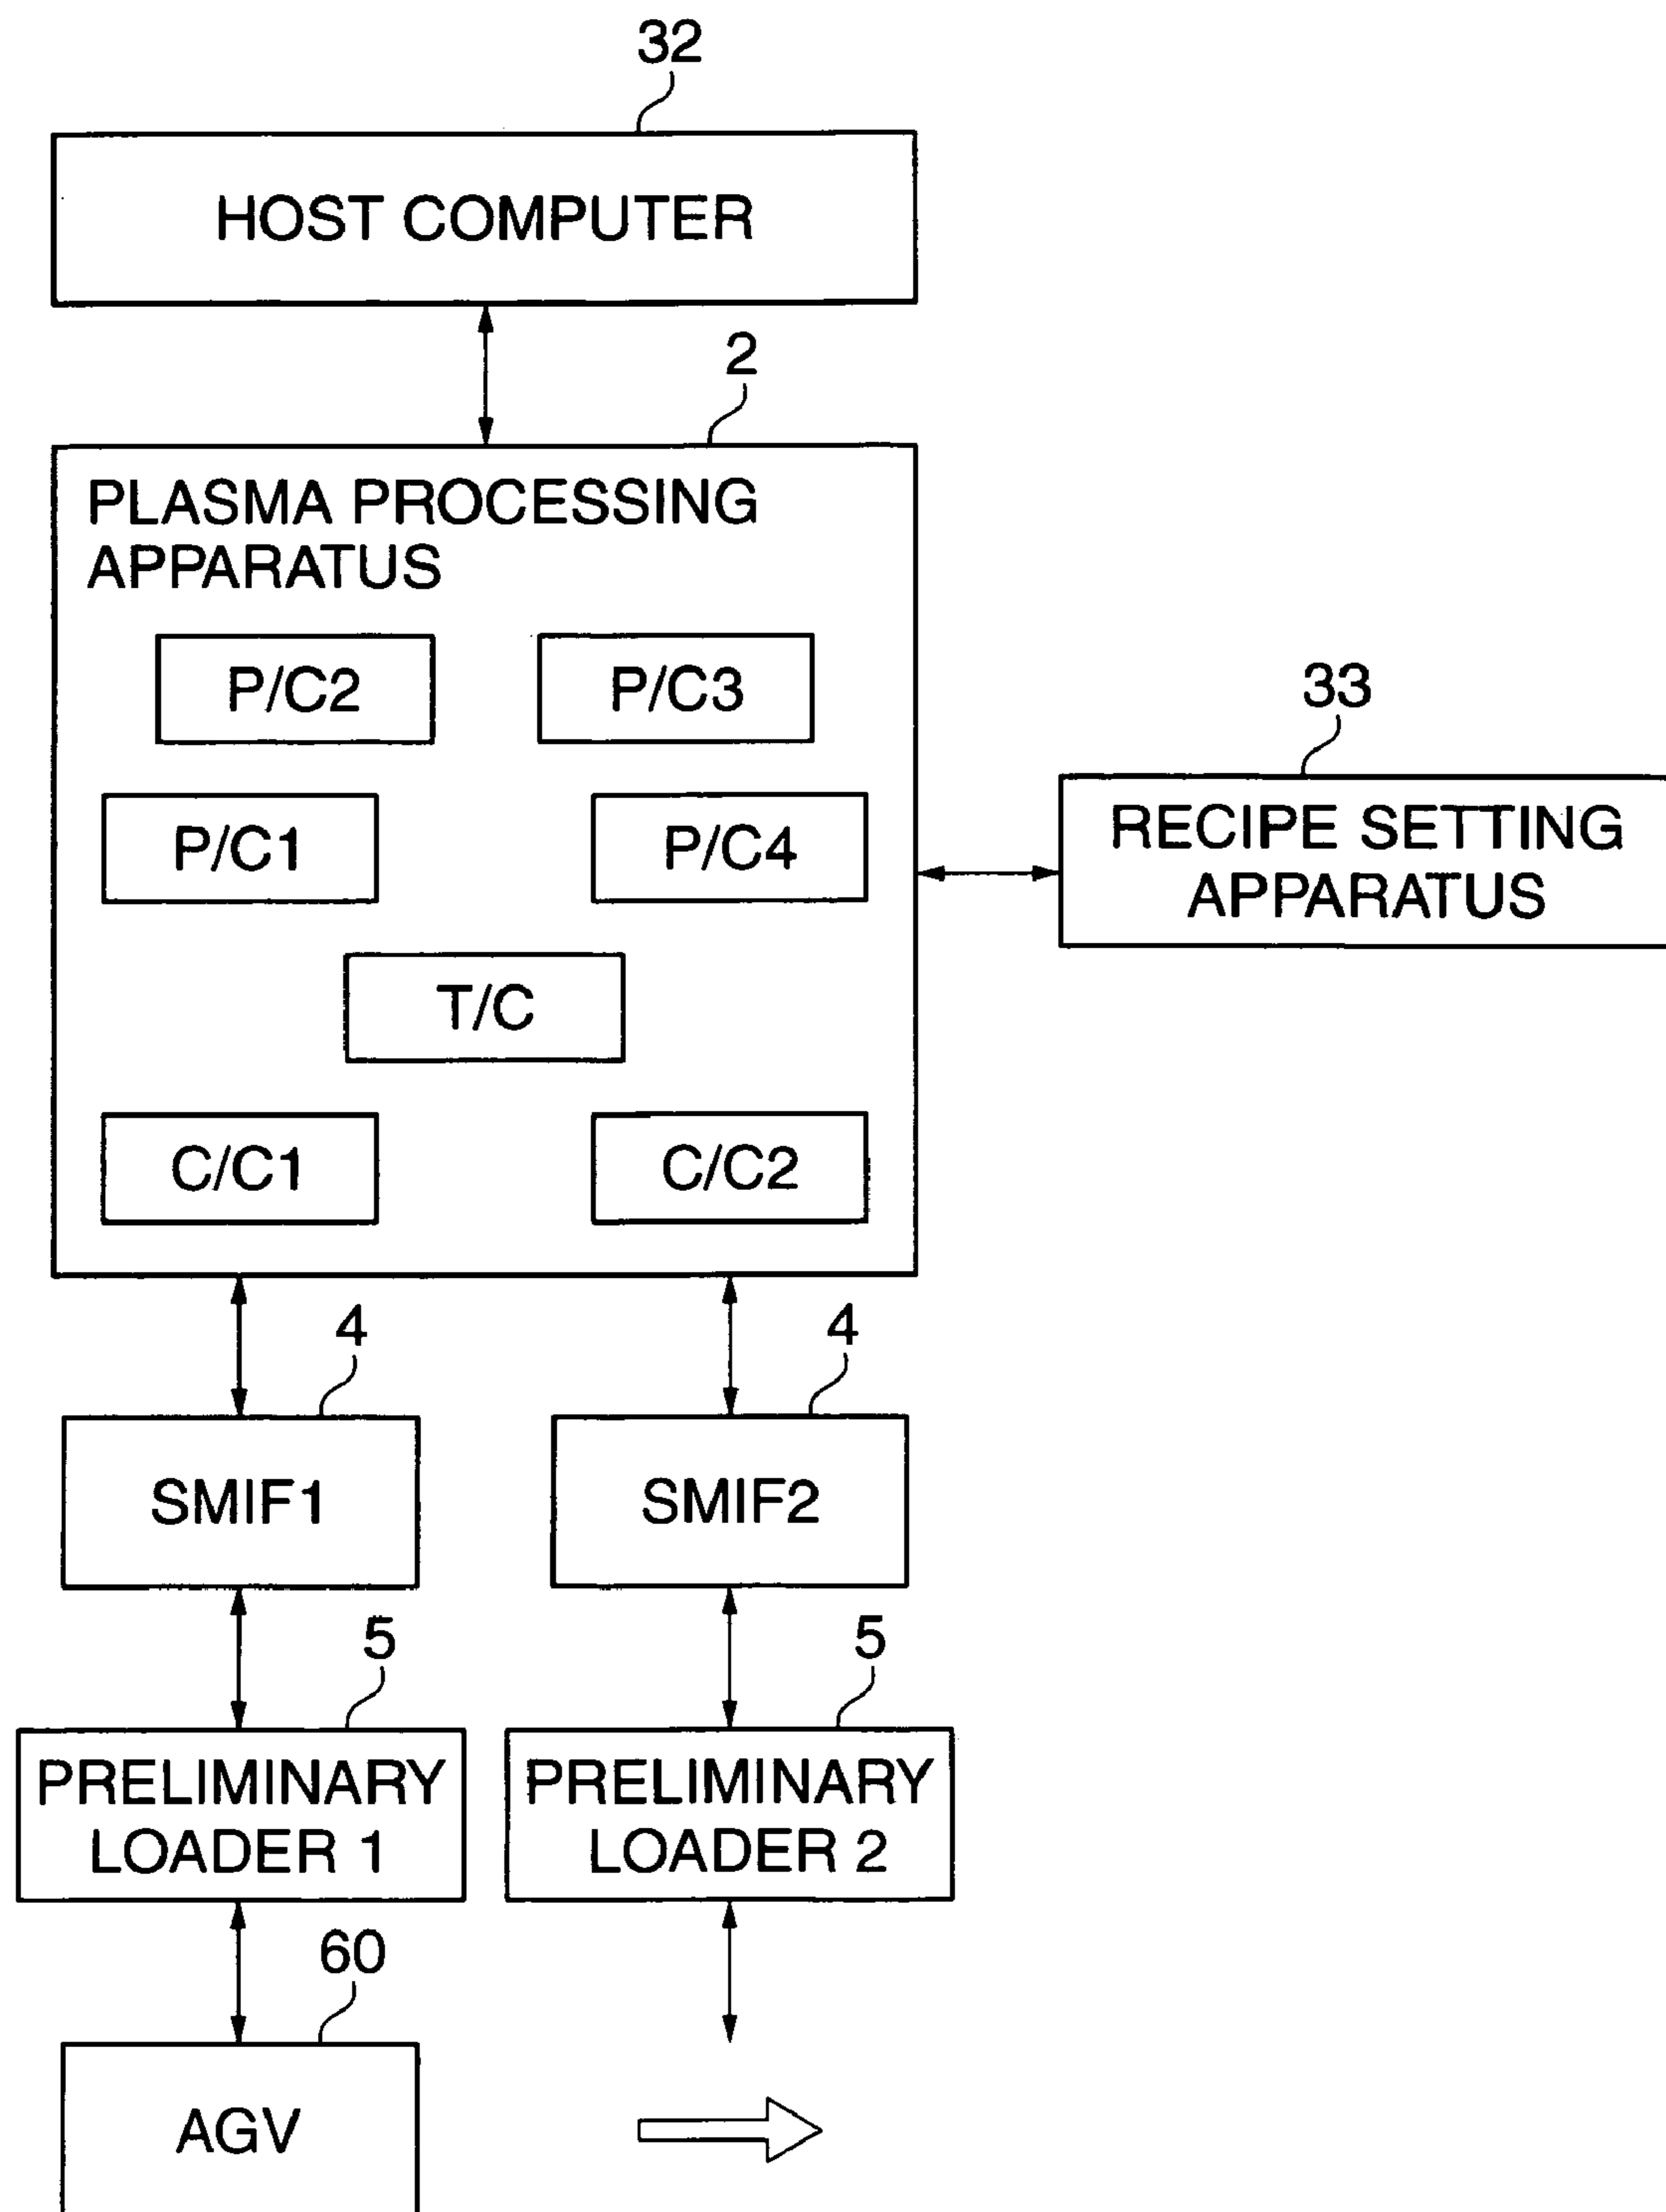 32
HOST COMPUTER
2
PLASMA PROCESSING
APPARATUS
P/C2 P/C3
33
P/C1 P/C4
RECIPE SETTING
APPARATUS
T/C
C/C1 C/C2
4 4
SMIF1 SMIF2
5 5
PRELIMINARY
LOADER 1
PRELIMINARY
LOADER 2
60
AGV